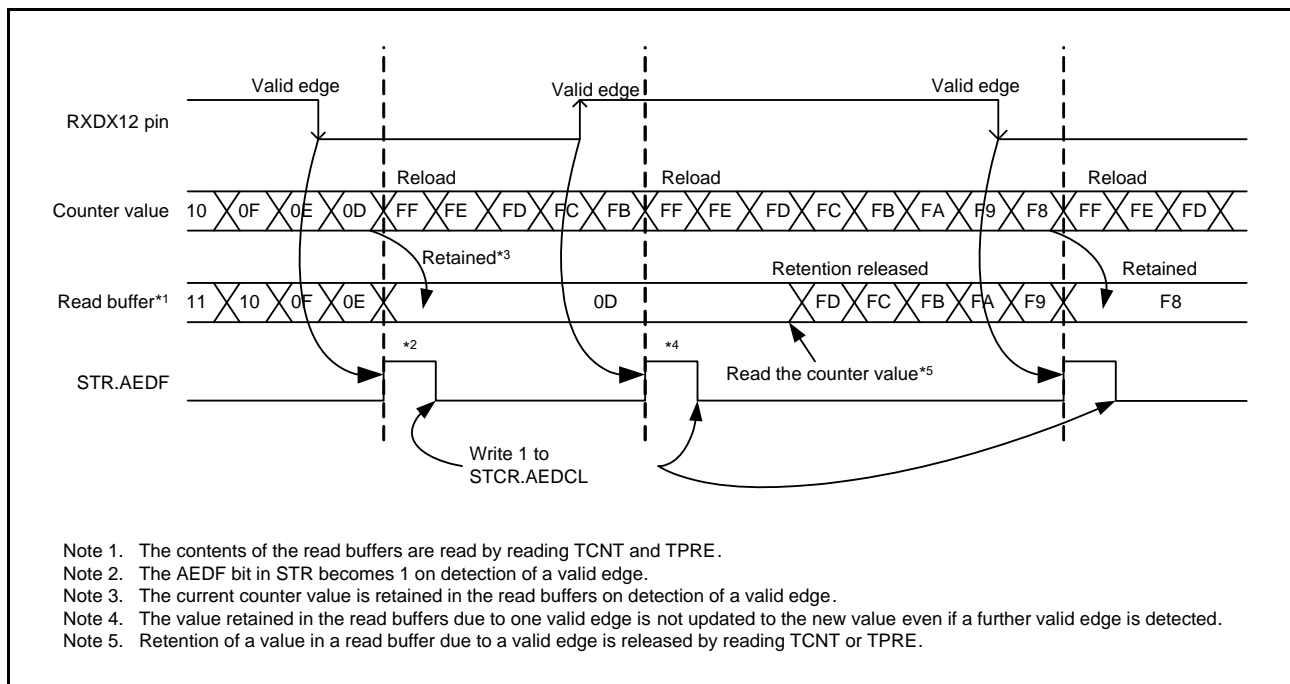 Valid edge Valid edge Valid edge
RXDX12 pin
Reload Reload Reload
Counter value 10 0F 0E 0D FF FE FD FC FB FF FE FD FC FB FA F9 F8 FF FE FD
Retained*3 Retention released Retained
Read buffer*1 11 10 0F 0E 0D FD FC FB FA F9 F8
*2 *4
STR.AEDF Read the counter value*5
Write 1 to
STCR.AEDCL
Note 1. The contents of the read buffers are read by reading TCNT and TPRE.
Note 2. The AEDF bit in STR becomes 1 on detection of a valid edge.
Note 3. The current counter value is retained in the read buffers on detection of a valid edge.
Note 4. The value retained in the read buffers due to one valid edge is not updated to the new value even if a further valid edge is detected.
Note 5. Retention of a value in a read buffer due to a valid edge is released by reading TCNT or TPRE.